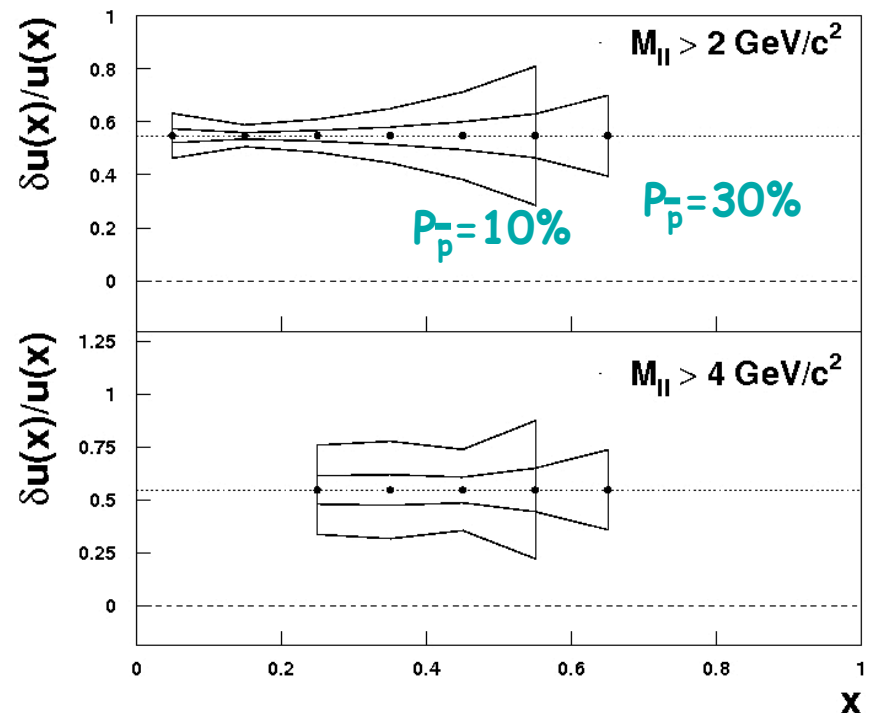 δu(x)/u(x)
1
0.8
0.6
0.4
0.2
0
M_ll > 2 GeV/c²
P_p̄=10%
P_p̄=30%
δu(x)/u(x)
1.25
1
0.75
0.5
0.25
0
M_ll > 4 GeV/c²
0 0.2 0.4 0.6 0.8 1
x